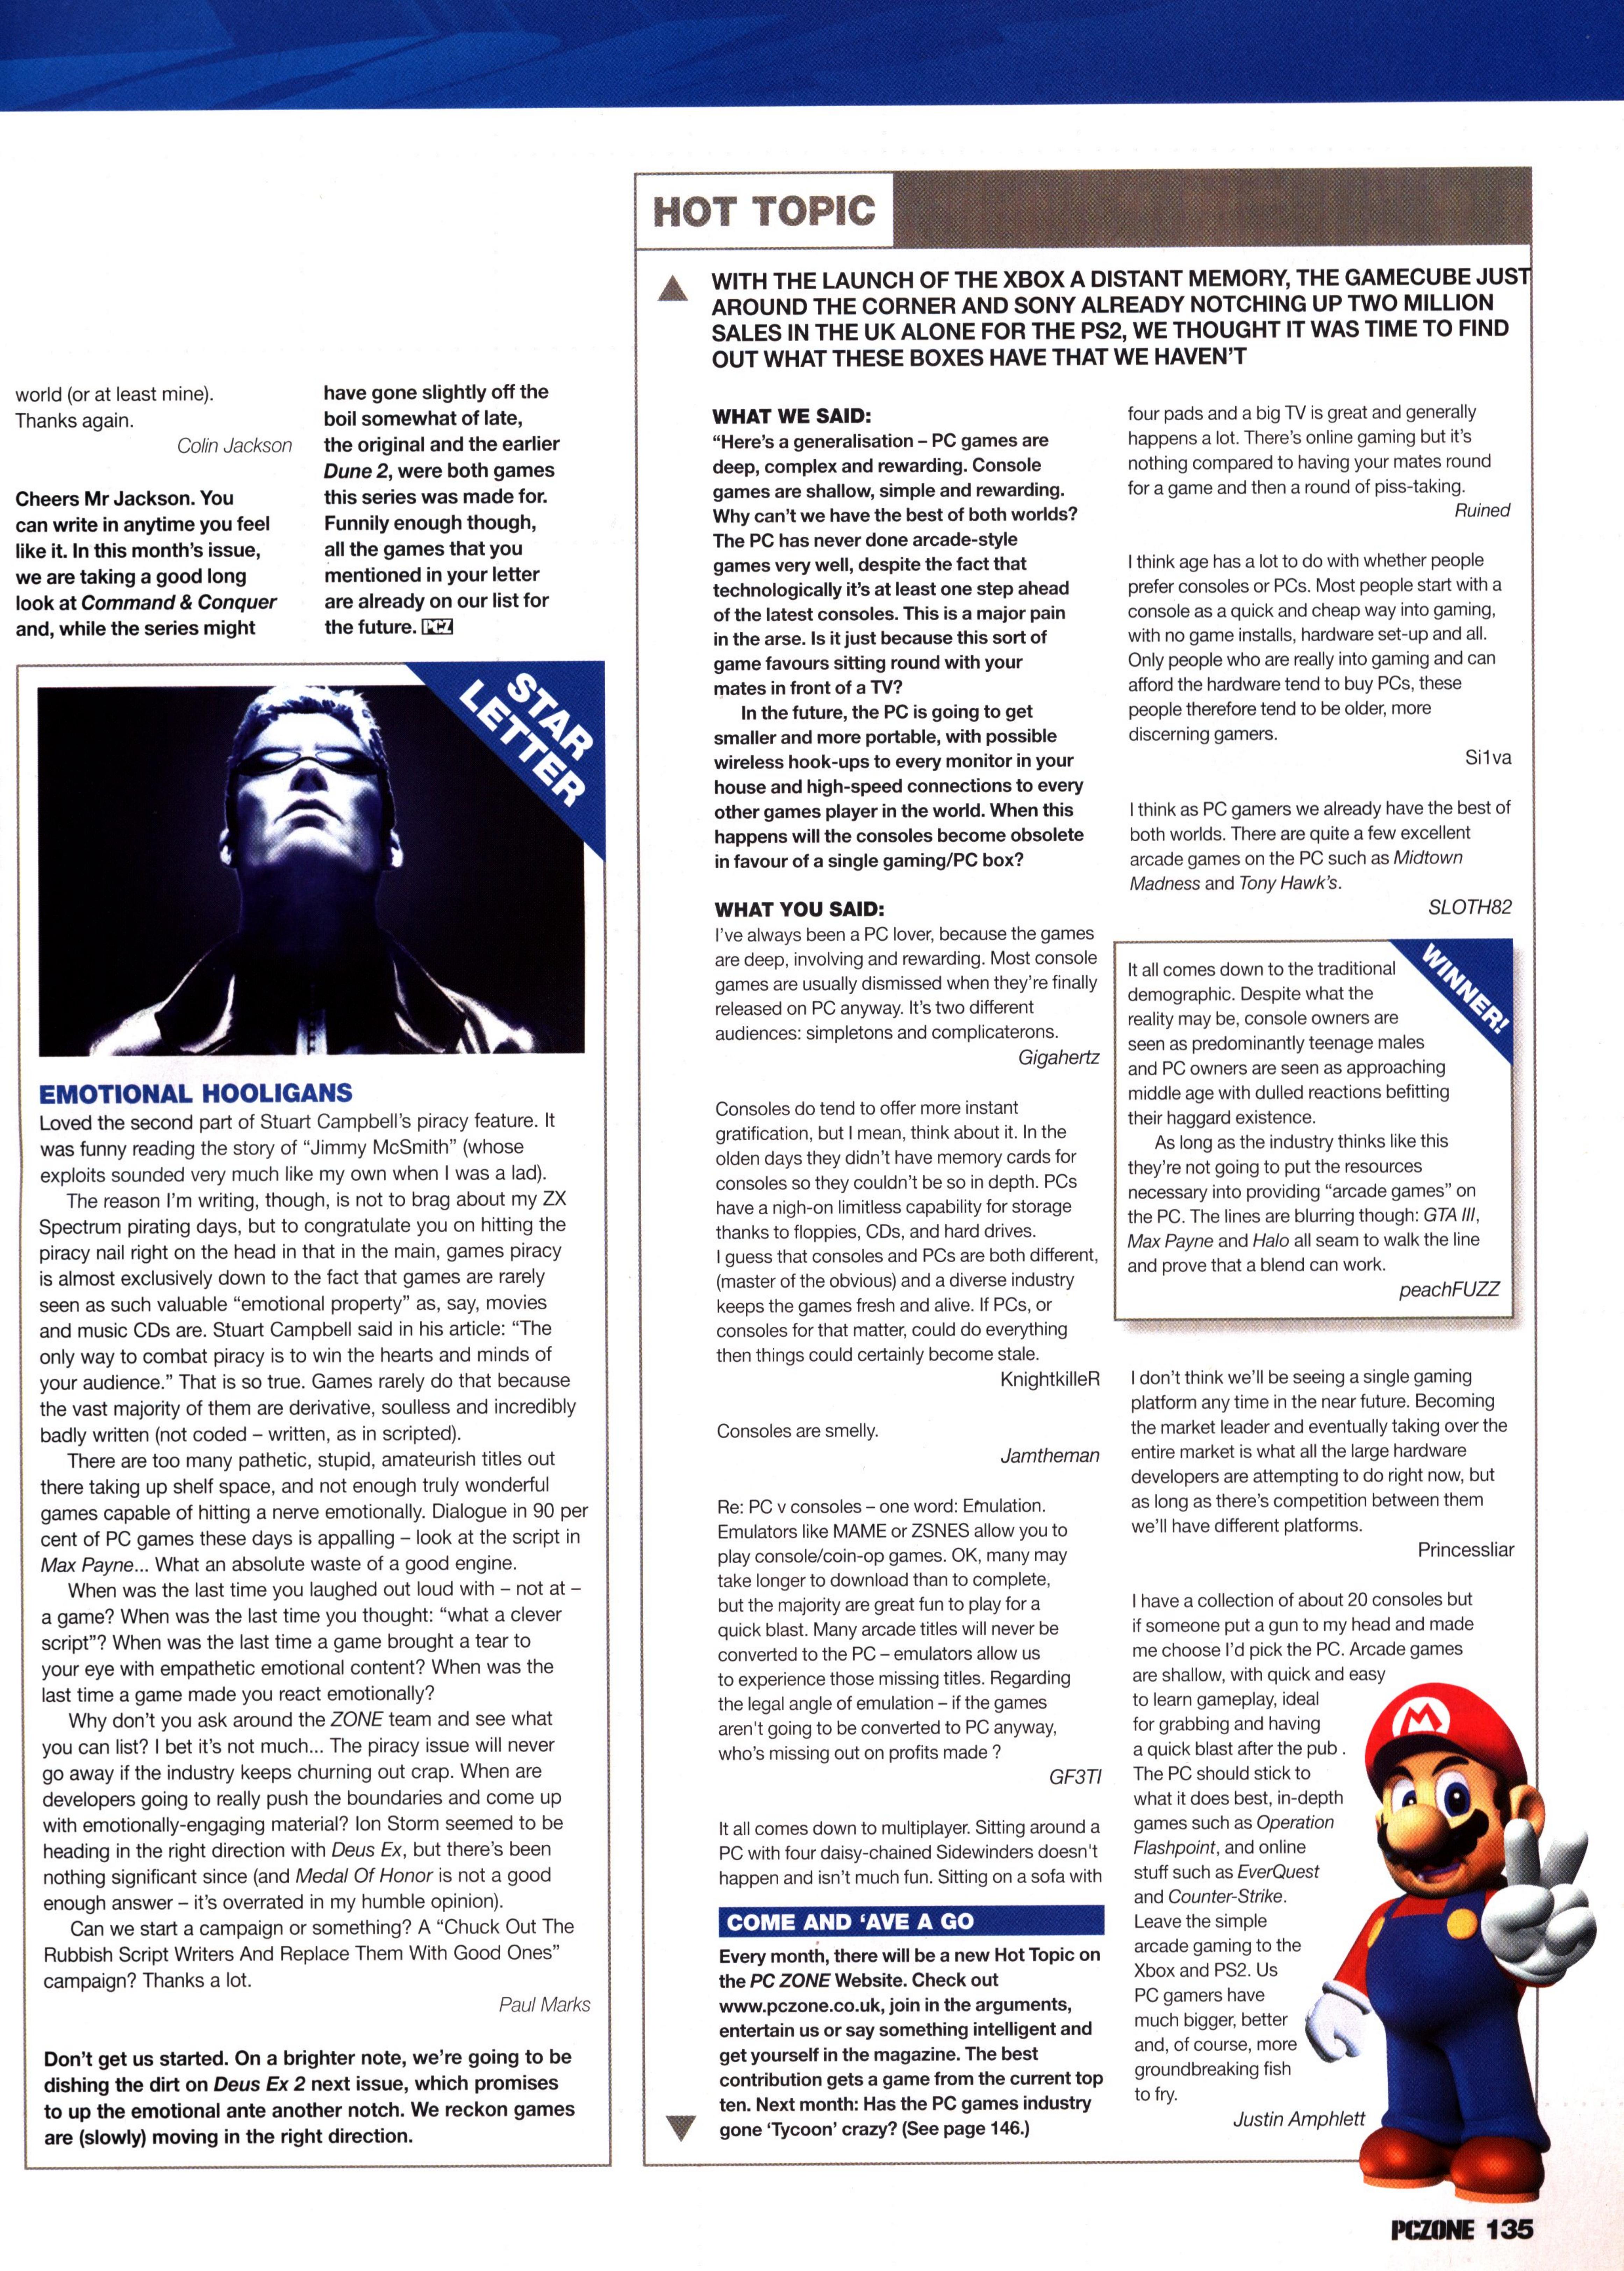 world (or at least mine).
Thanks again.
Colin Jackson
Cheers Mr Jackson. You
can write in anytime you feel
like it. In this month's issue,
we are taking a good long
look at Command & Conquer
and, while the series might
have gone slightly off the
boil somewhat of late,
the original and the earlier
Dune 2, were both games
this series was made for.
Funnily enough though,
all the games that you
mentioned in your letter
are already on our list for
the future. PCZ
STAR
LETTER
EMOTIONAL HOOLIGANS
Loved the second part of Stuart Campbell's piracy feature. It
was funny reading the story of "Jimmy McSmith" (whose
exploits sounded very much like my own when I was a lad).
The reason I'm writing, though, is not to brag about my ZX
Spectrum pirating days, but to congratulate you on hitting the
piracy nail right on the head in that in the main, games piracy
is almost exclusively down to the fact that games are rarely
seen as such valuable "emotional property" as, say, movies
and music CDs are. Stuart Campbell said in his article: "The
only way to combat piracy is to win the hearts and minds of
your audience." That is so true. Games rarely do that because
the vast majority of them are derivative, soulless and incredibly
badly written (not coded – written, as in scripted).
There are too many pathetic, stupid, amateurish titles out
there taking up shelf space, and not enough truly wonderful
games capable of hitting a nerve emotionally. Dialogue in 90 per
cent of PC games these days is appalling – look at the script in
Max Payne... What an absolute waste of a good engine.
When was the last time you laughed out loud with – not at –
a game? When was the last time you thought: "what a clever
script"? When was the last time a game brought a tear to
your eye with empathetic emotional content? When was the
last time a game made you react emotionally?
Why don't you ask around the ZONE team and see what
you can list? I bet it's not much... The piracy issue will never
go away if the industry keeps churning out crap. When are
developers going to really push the boundaries and come up
with emotionally-engaging material? Ion Storm seemed to be
heading in the right direction with Deus Ex, but there's been
nothing significant since (and Medal Of Honor is not a good
enough answer – it's overrated in my humble opinion).
Can we start a campaign or something? A "Chuck Out The
Rubbish Script Writers And Replace Them With Good Ones"
campaign? Thanks a lot.
Paul Marks
Don't get us started. On a brighter note, we're going to be
dishing the dirt on Deus Ex 2 next issue, which promises
to up the emotional ante another notch. We reckon games
are (slowly) moving in the right direction.
HOT TOPIC
WITH THE LAUNCH OF THE XBOX A DISTANT MEMORY, THE GAMECUBE JUST
AROUND THE CORNER AND SONY ALREADY NOTCHING UP TWO MILLION
SALES IN THE UK ALONE FOR THE PS2, WE THOUGHT IT WAS TIME TO FIND
OUT WHAT THESE BOXES HAVE THAT WE HAVEN'T
WHAT WE SAID:
"Here's a generalisation – PC games are
deep, complex and rewarding. Console
games are shallow, simple and rewarding.
Why can't we have the best of both worlds?
The PC has never done arcade-style
games very well, despite the fact that
technologically it's at least one step ahead
of the latest consoles. This is a major pain
in the arse. Is it just because this sort of
game favours sitting round with your
mates in front of a TV?
In the future, the PC is going to get
smaller and more portable, with possible
wireless hook-ups to every monitor in your
house and high-speed connections to every
other games player in the world. When this
happens will the consoles become obsolete
in favour of a single gaming/PC box?
WHAT YOU SAID:
I've always been a PC lover, because the games
are deep, involving and rewarding. Most console
games are usually dismissed when they're finally
released on PC anyway. It's two different
audiences: simpletons and complicaterons.
Gigahertz
Consoles do tend to offer more instant
gratification, but I mean, think about it. In the
olden days they didn't have memory cards for
consoles so they couldn't be so in depth. PCs
have a nigh-on limitless capability for storage
thanks to floppies, CDs, and hard drives.
I guess that consoles and PCs are both different,
(master of the obvious) and a diverse industry
keeps the games fresh and alive. If PCs, or
consoles for that matter, could do everything
then things could certainly become stale.
KnightkilleR
Consoles are smelly.
Jamtheman
Re: PC v consoles – one word: Emulation.
Emulators like MAME or ZSNES allow you to
play console/coin-op games. OK, many may
take longer to download than to complete,
but the majority are great fun to play for a
quick blast. Many arcade titles will never be
converted to the PC – emulators allow us
to experience those missing titles. Regarding
the legal angle of emulation – if the games
aren't going to be converted to PC anyway,
who's missing out on profits made ?
GF3TI
It all comes down to multiplayer. Sitting around a
PC with four daisy-chained Sidewinders doesn't
happen and isn't much fun. Sitting on a sofa with
COME AND 'AVE A GO
Every month, there will be a new Hot Topic on
the PC ZONE Website. Check out
www.pczone.co.uk, join in the arguments,
entertain us or say something intelligent and
get yourself in the magazine. The best
contribution gets a game from the current top
ten. Next month: Has the PC games industry
gone 'Tycoon' crazy? (See page 146.)
four pads and a big TV is great and generally
happens a lot. There's online gaming but it's
nothing compared to having your mates round
for a game and then a round of piss-taking.
Ruined
I think age has a lot to do with whether people
prefer consoles or PCs. Most people start with a
console as a quick and cheap way into gaming,
with no game installs, hardware set-up and all.
Only people who are really into gaming and can
afford the hardware tend to buy PCs, these
people therefore tend to be older, more
discerning gamers.
Si1va
I think as PC gamers we already have the best of
both worlds. There are quite a few excellent
arcade games on the PC such as Midtown
Madness and Tony Hawk's.
SLOTH82
WINNER!
It all comes down to the traditional
demographic. Despite what the
reality may be, console owners are
seen as predominantly teenage males
and PC owners are seen as approaching
middle age with dulled reactions befitting
their haggard existence.
As long as the industry thinks like this
they're not going to put the resources
necessary into providing "arcade games" on
the PC. The lines are blurring though: GTA III,
Max Payne and Halo all seam to walk the line
and prove that a blend can work.
peachFUZZ
I don't think we'll be seeing a single gaming
platform any time in the near future. Becoming
the market leader and eventually taking over the
entire market is what all the large hardware
developers are attempting to do right now, but
as long as there's competition between them
we'll have different platforms.
Princessliar
I have a collection of about 20 consoles but
if someone put a gun to my head and made
me choose I'd pick the PC. Arcade games
are shallow, with quick and easy
to learn gameplay, ideal
for grabbing and having
a quick blast after the pub .
The PC should stick to
what it does best, in-depth
games such as Operation
Flashpoint, and online
stuff such as EverQuest
and Counter-Strike.
Leave the simple
arcade gaming to the
Xbox and PS2. Us
PC gamers have
much bigger, better
and, of course, more
groundbreaking fish
to fry.
Justin Amphlett
M
PCZONE 135